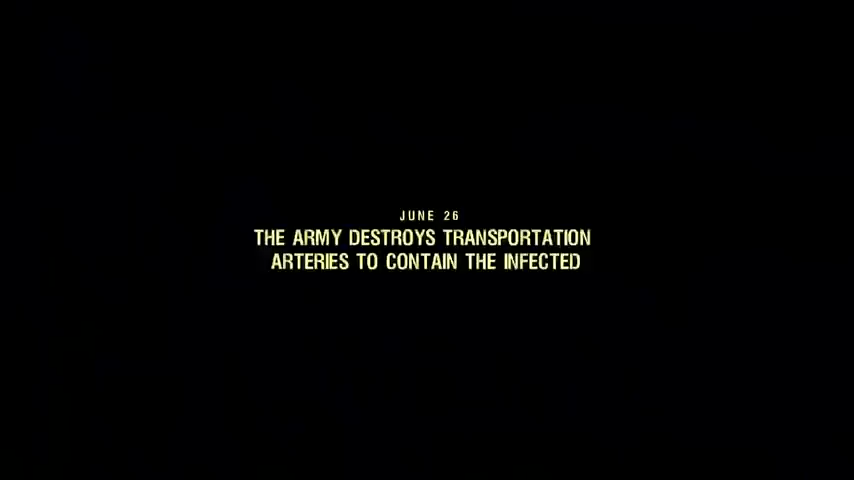 JUNE 26
THE ARMY DESTROYS TRANSPORTATION
ARTERIES TO CONTAIN THE INFECTED